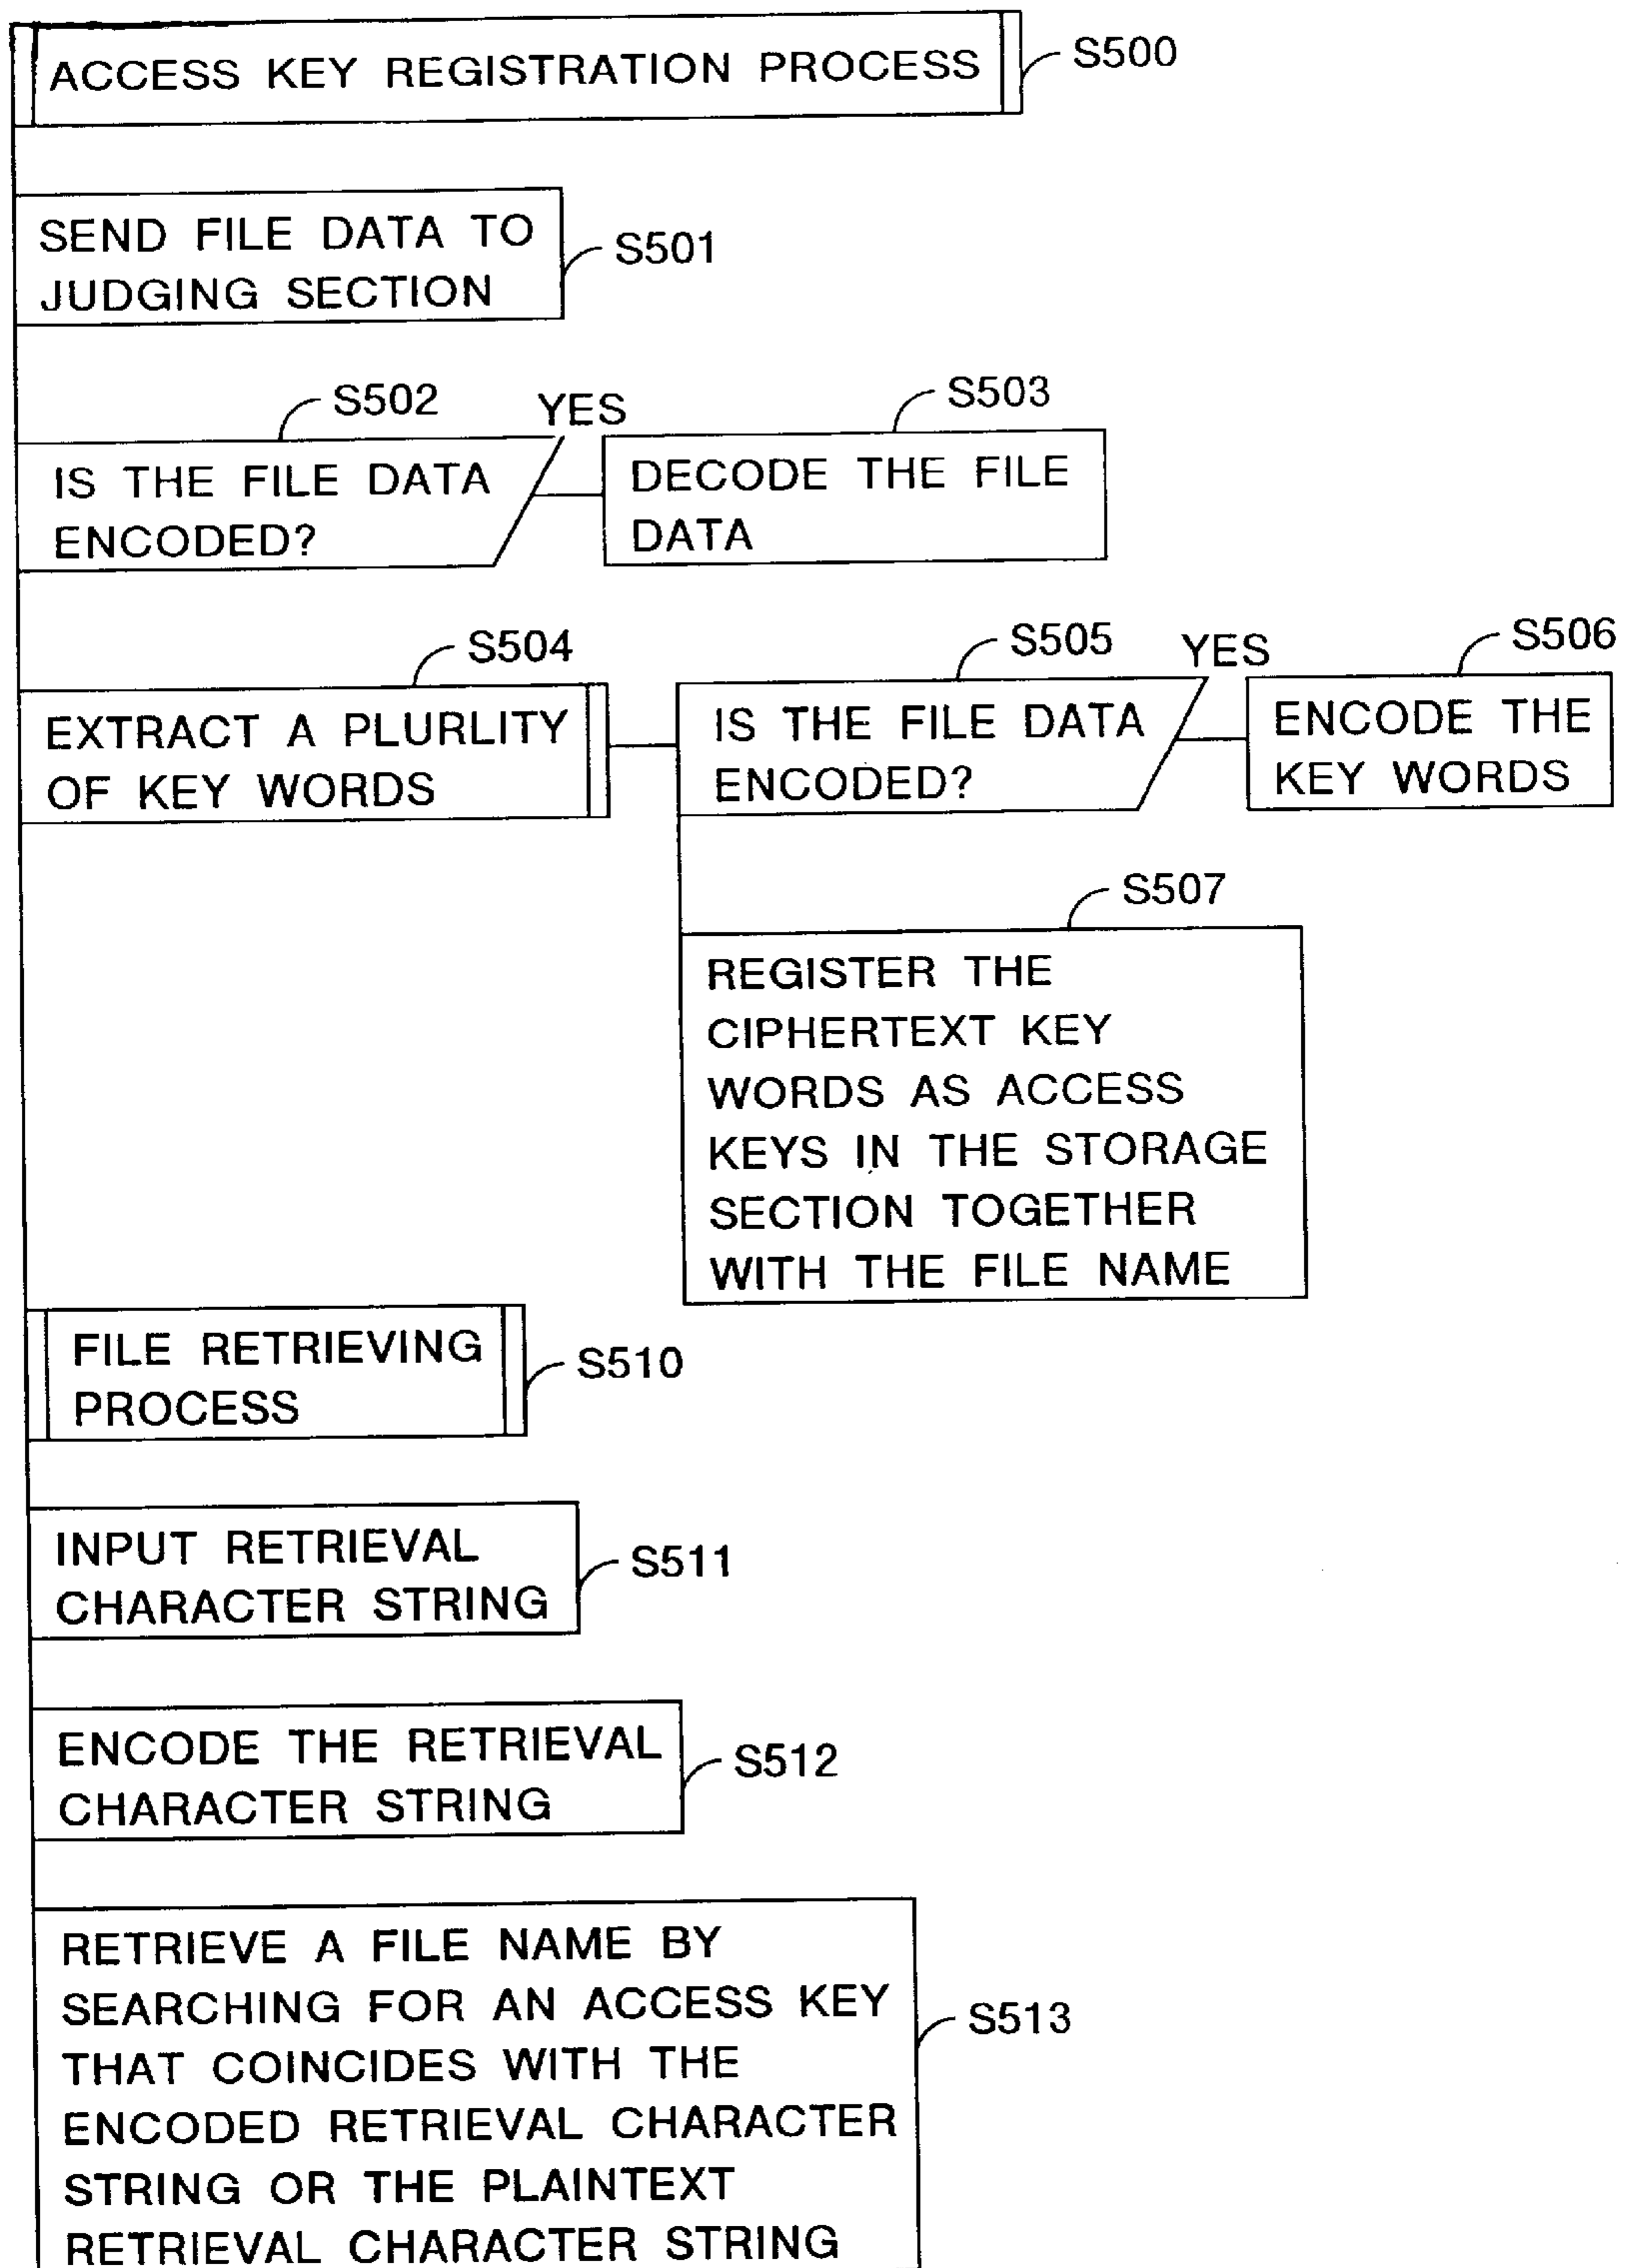 ACCESS KEY REGISTRATION PROCESS
S500
SEND FILE DATA TO
JUDGING SECTION
S501
S502
YES
S503
IS THE FILE DATA
ENCODED?
DECODE THE FILE
DATA
S504
S505
YES
S506
EXTRACT A PLURLITY
OF KEY WORDS
IS THE FILE DATA
ENCODED?
ENCODE THE
KEY WORDS
S507
REGISTER THE
CIPHERTEXT KEY
WORDS AS ACCESS
KEYS IN THE STORAGE
SECTION TOGETHER
WITH THE FILE NAME
FILE RETRIEVING
PROCESS
S510
INPUT RETRIEVAL
CHARACTER STRING
S511
ENCODE THE RETRIEVAL
CHARACTER STRING
S512
RETRIEVE A FILE NAME BY
SEARCHING FOR AN ACCESS KEY
THAT COINCIDES WITH THE
ENCODED RETRIEVAL CHARACTER
STRING OR THE PLAINTEXT
RETRIEVAL CHARACTER STRING
S513